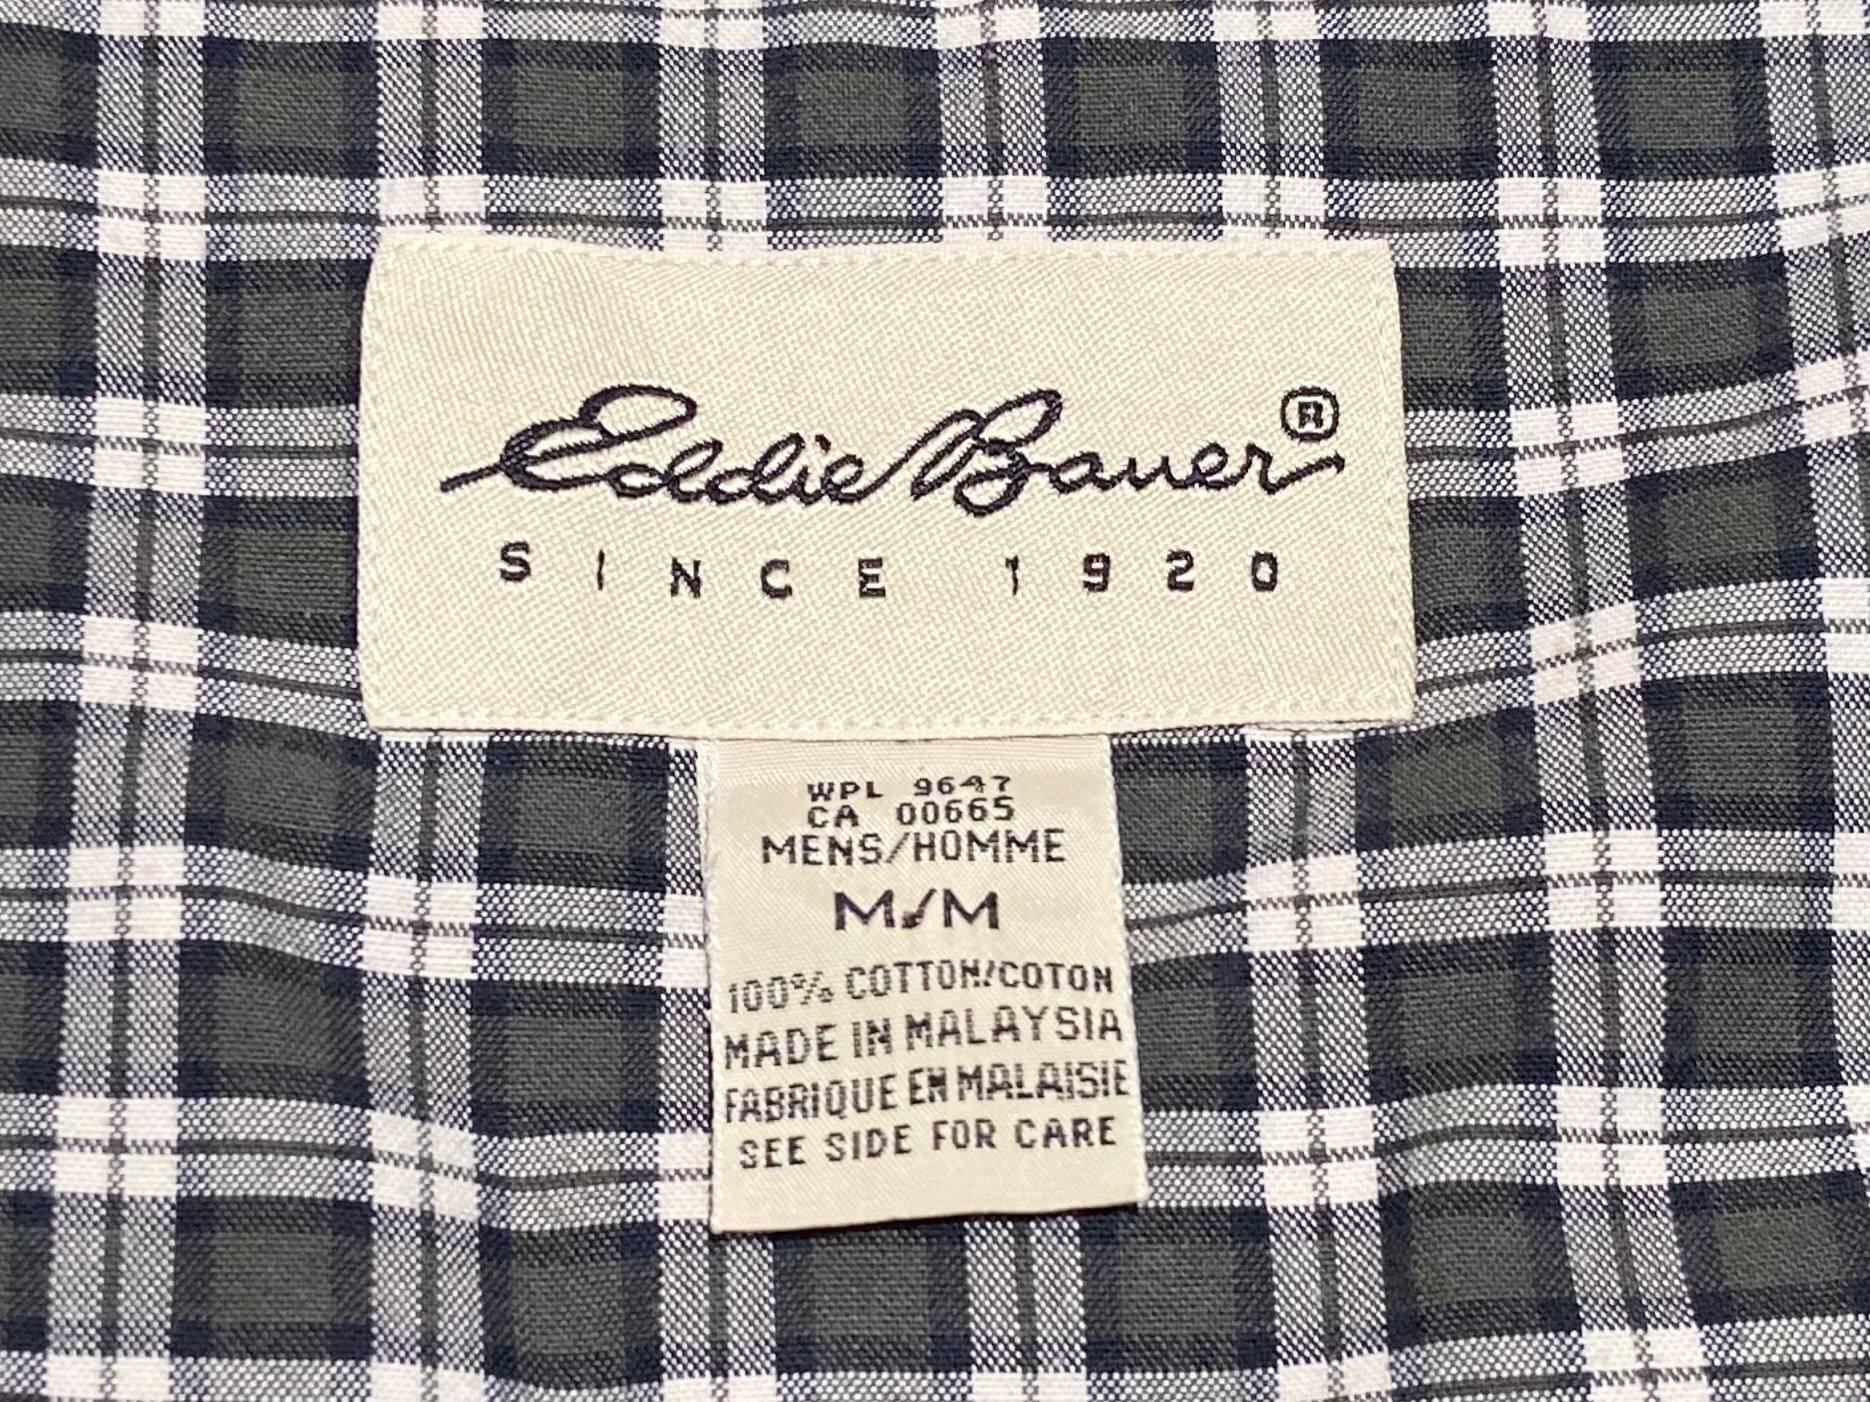 Eddie Bauer®
SINCE 1920
WPL 9647
CA 00665
MENS/HOMME
M/M
100% COTTON/COTON
MADE IN MALAYSIA
FABRIQUE EN MALAISIE
SEE SIDE FOR CARE